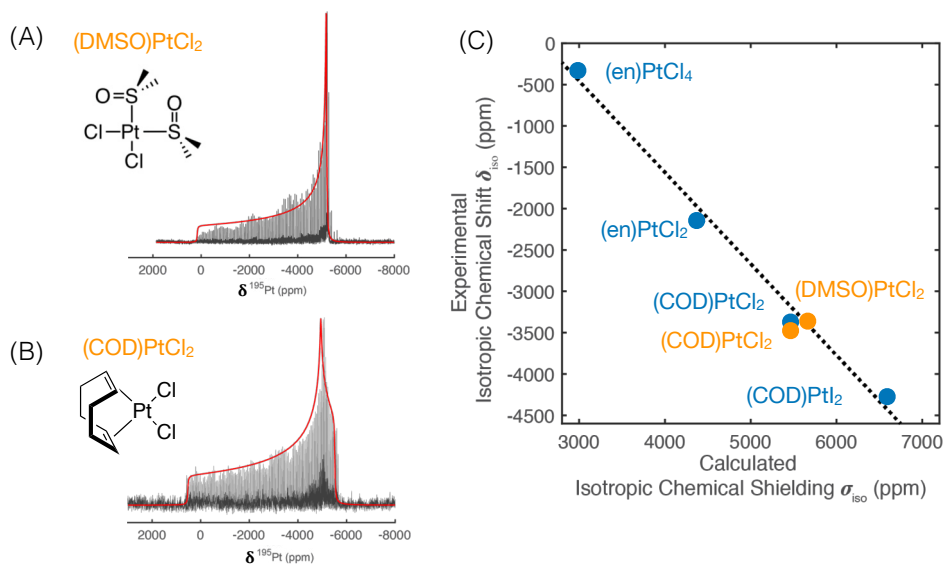 (A)
(DMSO)PtCl2
O
S
O
Cl
Pt
S
Cl
2000 0 -2000 -4000 -6000 -8000
δ 195Pt (ppm)
(B)
(COD)PtCl2
Cl
Pt
Cl
2000 0 -2000 -4000 -6000 -8000
δ 195Pt (ppm)
(C)
Experimental
Isotropic Chemical Shift δiso (ppm)
0
-500
-1000
-1500
-2000
-2500
-3000
-3500
-4000
-4500
(en)PtCl4
(en)PtCl2
(DMSO)PtCl2
(COD)PtCl2
(COD)PtCl2
(COD)PtI2
3000 4000 5000 6000 7000
Calculated
Isotropic Chemical Shielding σiso (ppm)